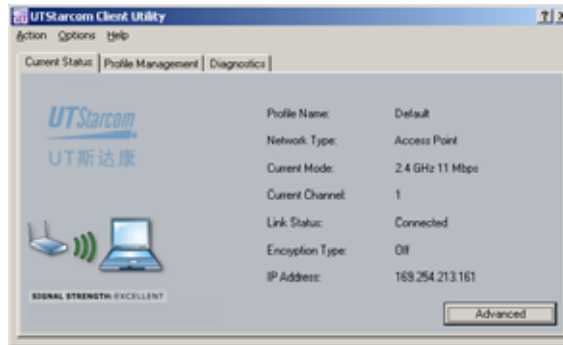 UTStarcom Client Utility
Action Options Help
Current Status Profile Management Diagnostics
UTStarcom
UT斯达康
Profile Name: Default
Network Type: Access Point
Current Mode: 2.4 GHz 11 Mbps
Current Channel: 1
Link Status: Connected
Encryption Type: Off
IP Address: 169.254.213.161
SIGNAL STRENGTH: EXCELLENT
Advanced